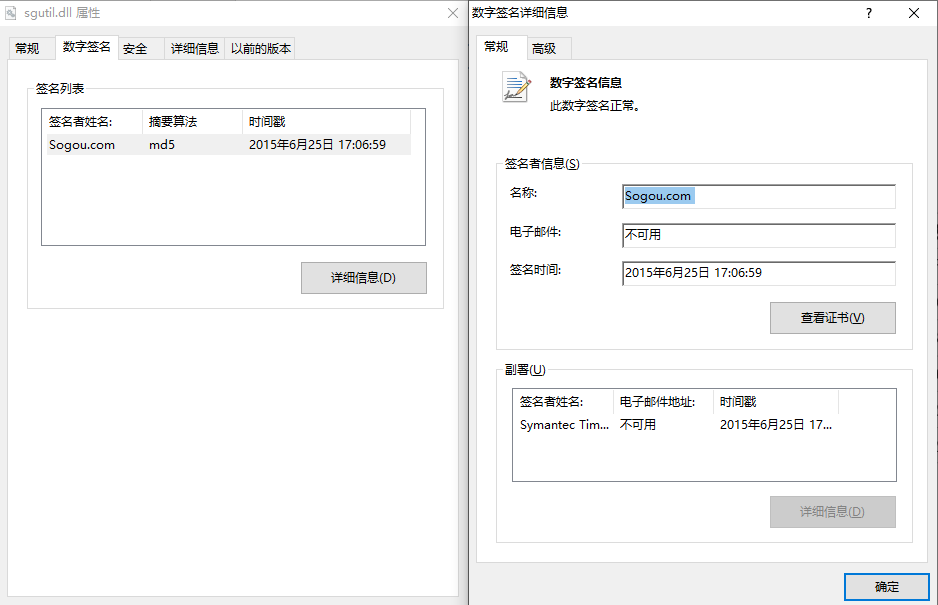 sgutil.dll 属性
常规 数字签名 安全 详细信息 以前的版本
签名列表
签名者姓名: 摘要算法 时间戳
Sogou.com md5 2015年6月25日 17:06:59
详细信息(D)
数字签名详细信息 ?
常规 高级
数字签名信息
此数字签名正常。
签名者信息(S)
名称: Sogou.com
电子邮件: 不可用
签名时间: 2015年6月25日 17:06:59
查看证书(V)
副署(U)
签名者姓名: 电子邮件地址: 时间戳
Symantec Tim... 不可用 2015年6月25日 17...
详细信息(D)
确定